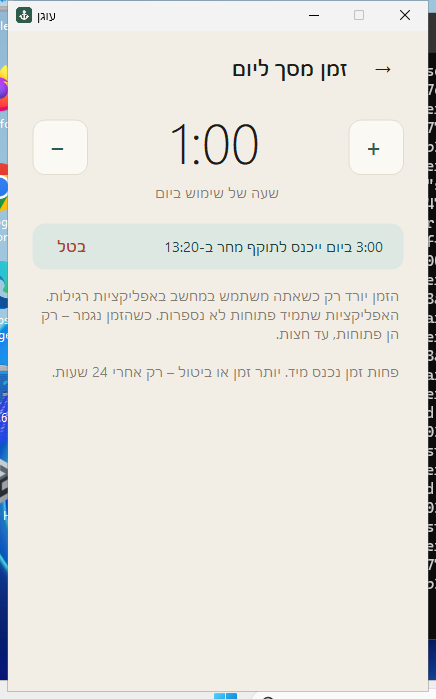 עוגן
זמן מסך ליום →
+ 1:00 −
שעה של שימוש ביום
3:00 ביום ייכנס לתוקף מחר ב-13:20 בטל
הזמן יורד רק כשאתה משתמש במחשב באפליקציות רגילות.
האפליקציות שתמיד פתוחות לא נספרות. כשהזמן נגמר – רק
הן פתוחות, עד חצות.
פחות זמן נכנס מיד. יותר זמן או ביטול – רק אחרי 24 שעות.